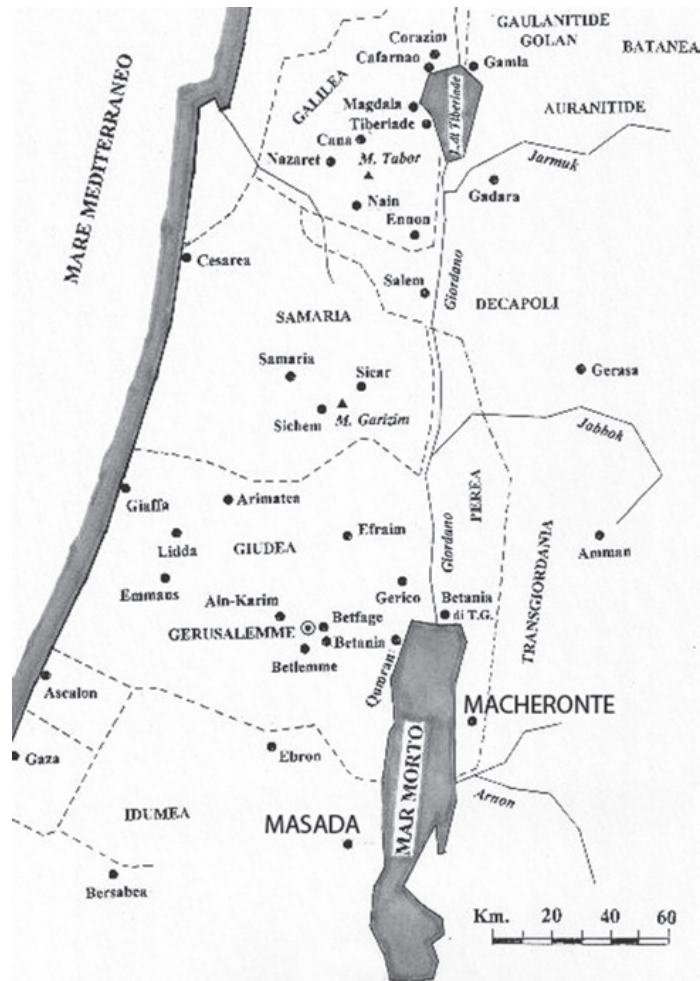 GAULANITIDE
GOLAN
BATANEA
Corazim
Cafarnao
Gamla
GALILEA
MARE MEDITERRANEO
Magdala
L. di Tiberiade
AURANITIDE
Tiberiade
Cana
M. Tabor
Nazaret
Jarmuk
Gadara
Nain
Ennon
Cesarea
Salem
Giordano
DECAPOLI
SAMARIA
Samaria
Sicar
Gerasa
Sichem
M. Garizim
Jabbok
Giaffa
Arimatea
PEREA
Lidda
GIUDEA
Efraim
Giordano
Amman
TRANSGIORDANIA
Emmaus
Gerico
Betania
di T.G.
Ain-Karim
Betfage
GERUSALEMME
Betania
Betlemme
Qumran
Ascalon
MACHERONTE
Gaza
Ebron
MAR MORTO
Arnon
IDUMEA
MASADA
Bersabea
Km. 20 40 60